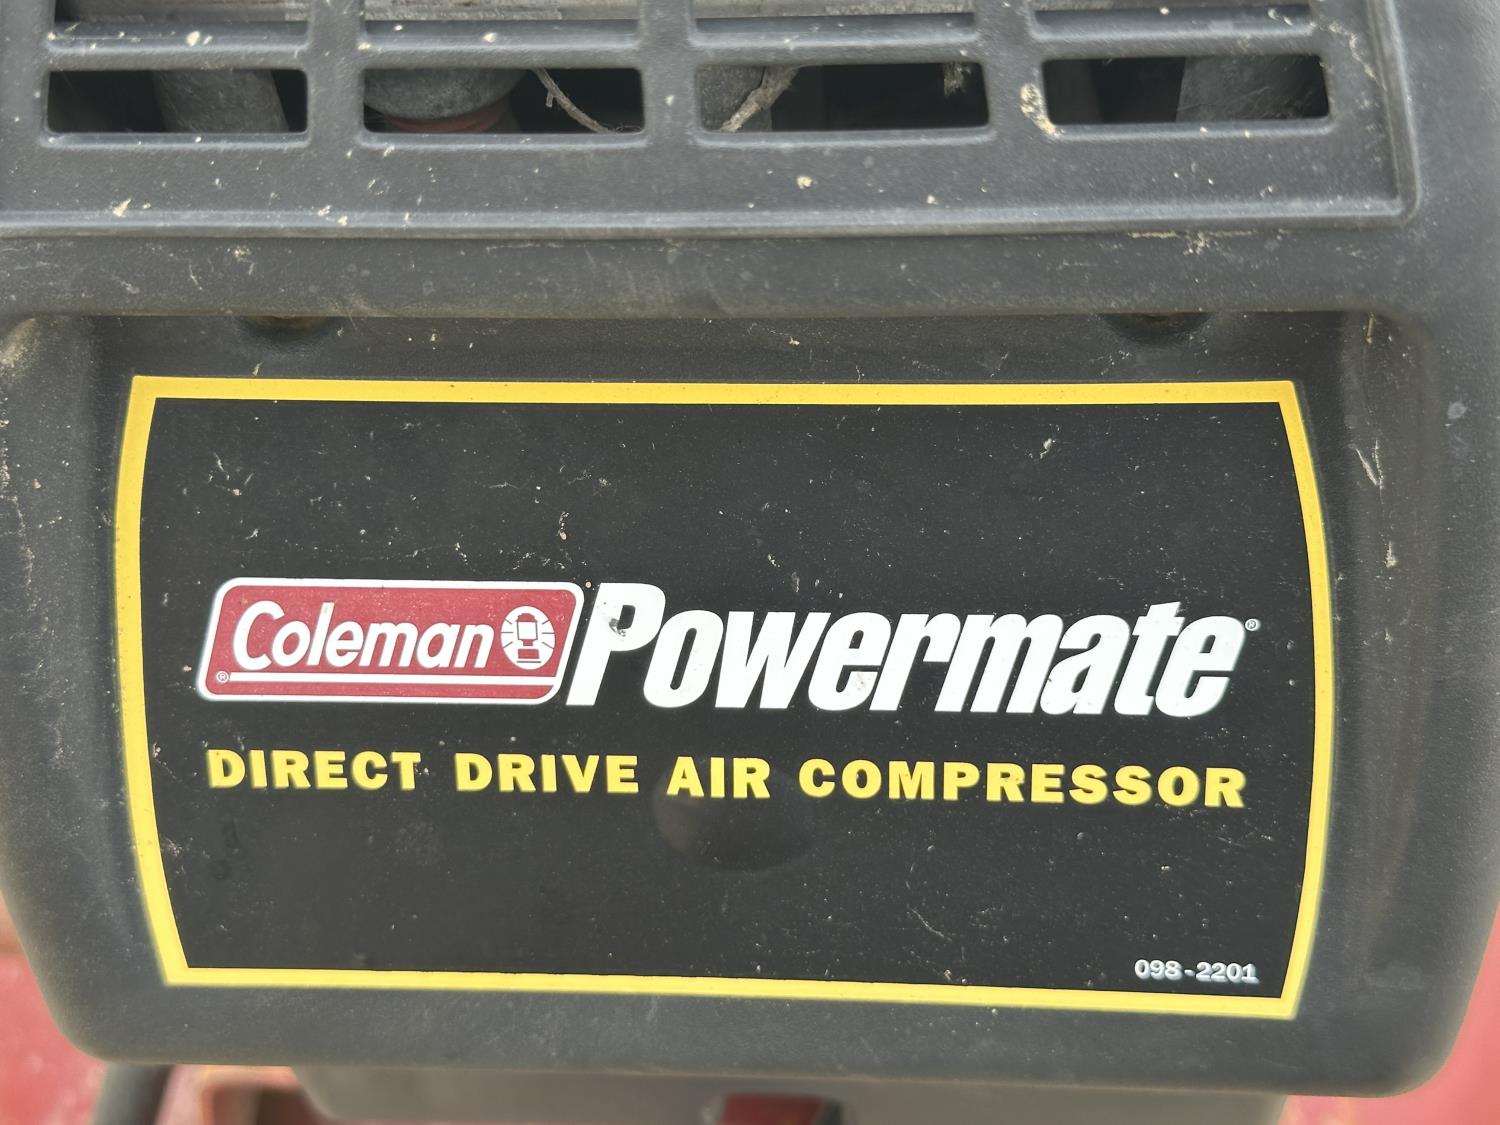 Coleman® Powermate®
DIRECT DRIVE AIR COMPRESSOR
098-2201